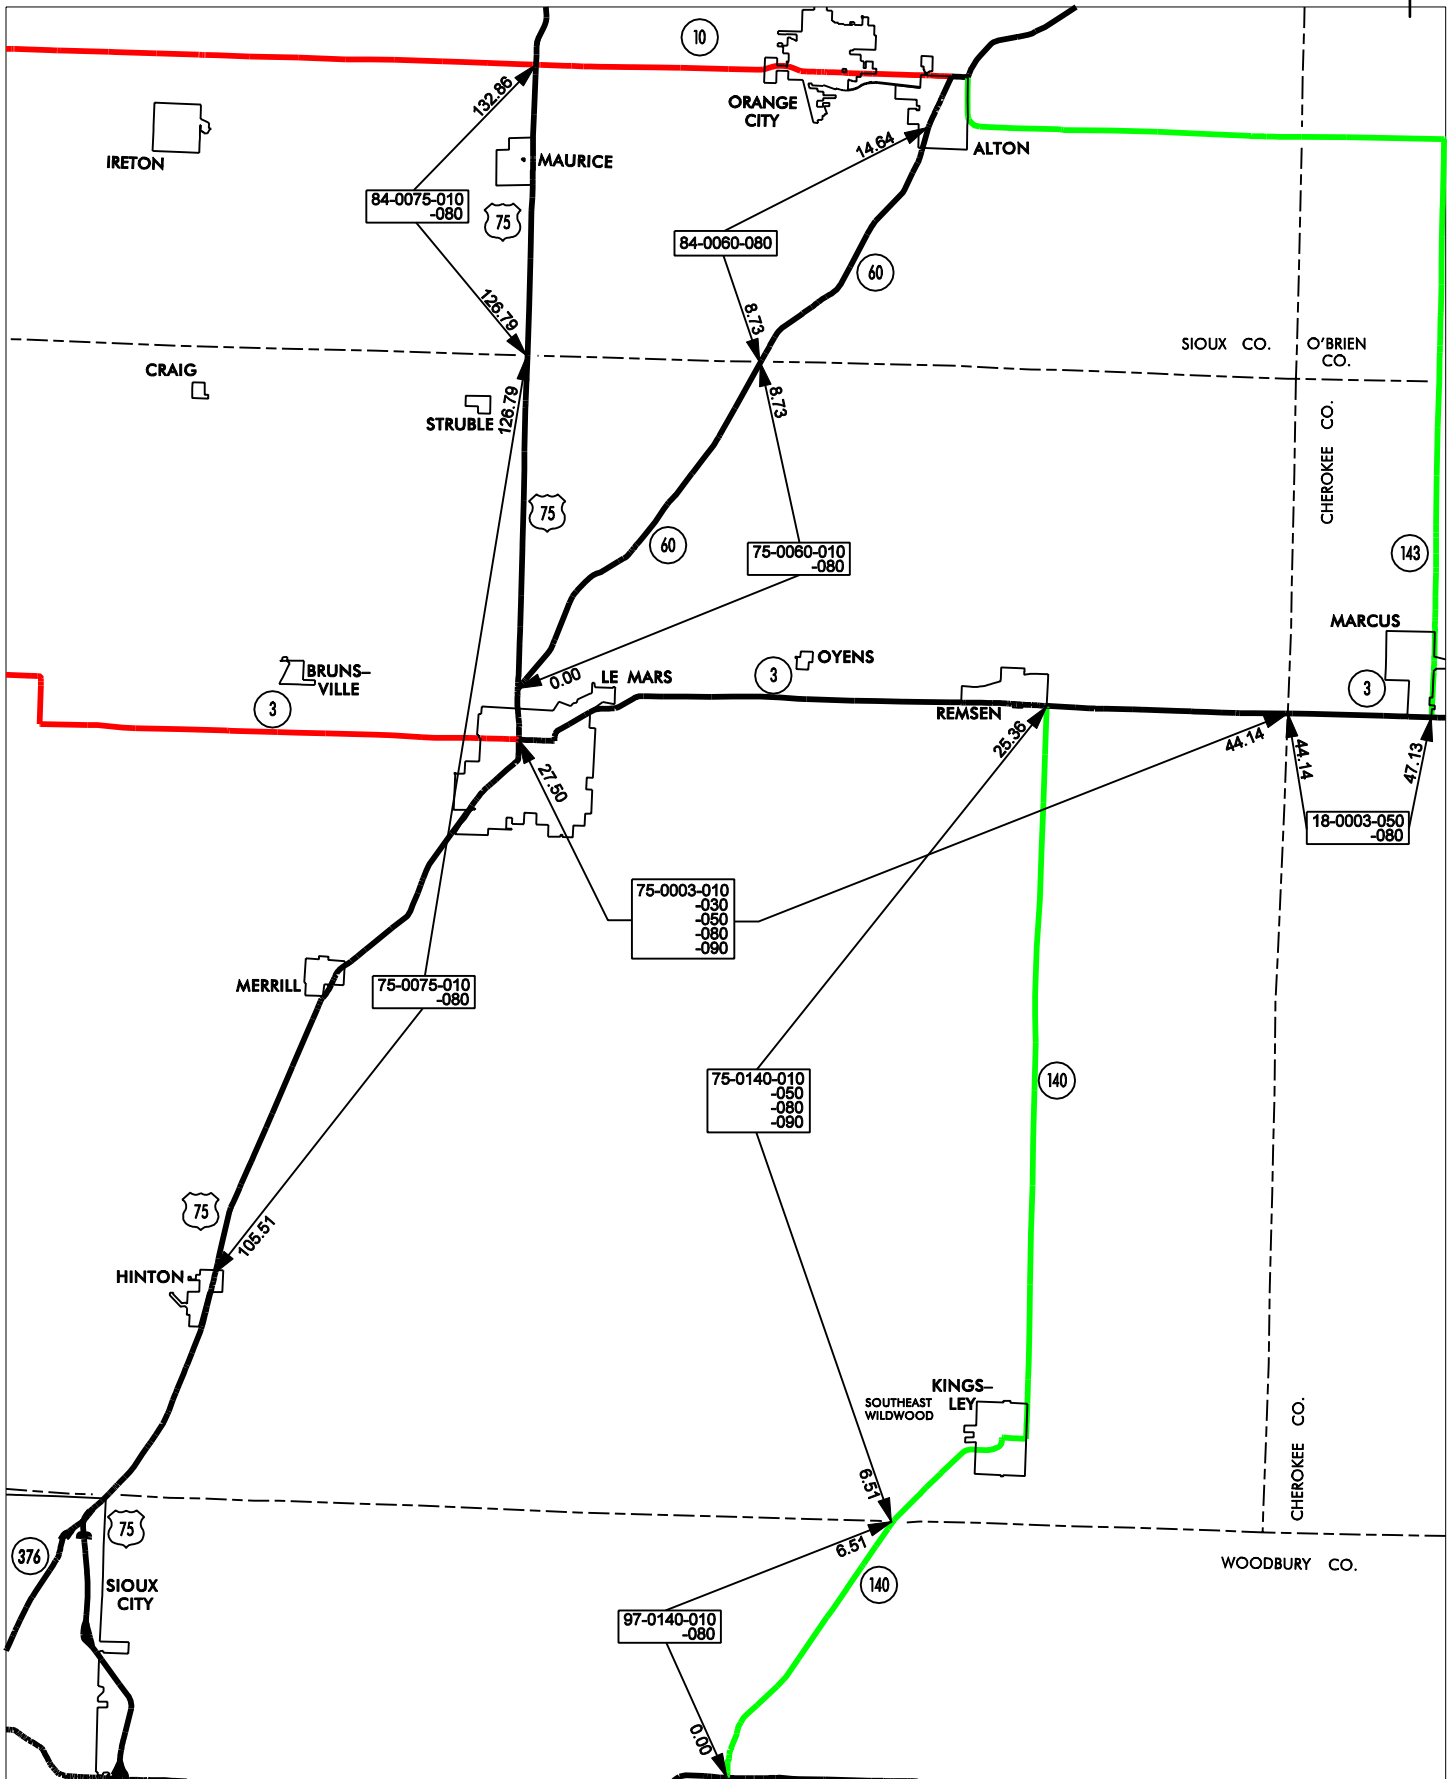 10
132.86
ORANGE
CITY
14.64
ALTON
IRETON
MAURICE
84-0075-010
-080
75
84-0060-080
60
126.79
8.73
SIOUX CO.
O'BRIEN
CO.
CRAIG
STRUBLE
126.79
8.73
CHEROKEE CO.
75
60
75-0060-010
-080
143
MARCUS
BRUNS-
VILLE
3
0.00
LE MARS
3
OYENS
REMSEN
3
27.50
25.36
44.14
44.14
47.13
18-0003-050
-080
75-0003-010
-030
-050
-080
-090
MERRILL
75-0075-010
-080
75-0140-010
-050
-080
-090
140
75
105.51
HINTON
KINGS-
LEY
SOUTHEAST
WILDWOOD
CHEROKEE CO.
6.51
75
6.51
376
WOODBURY CO.
SIOUX
CITY
140
97-0140-010
-080
0.00